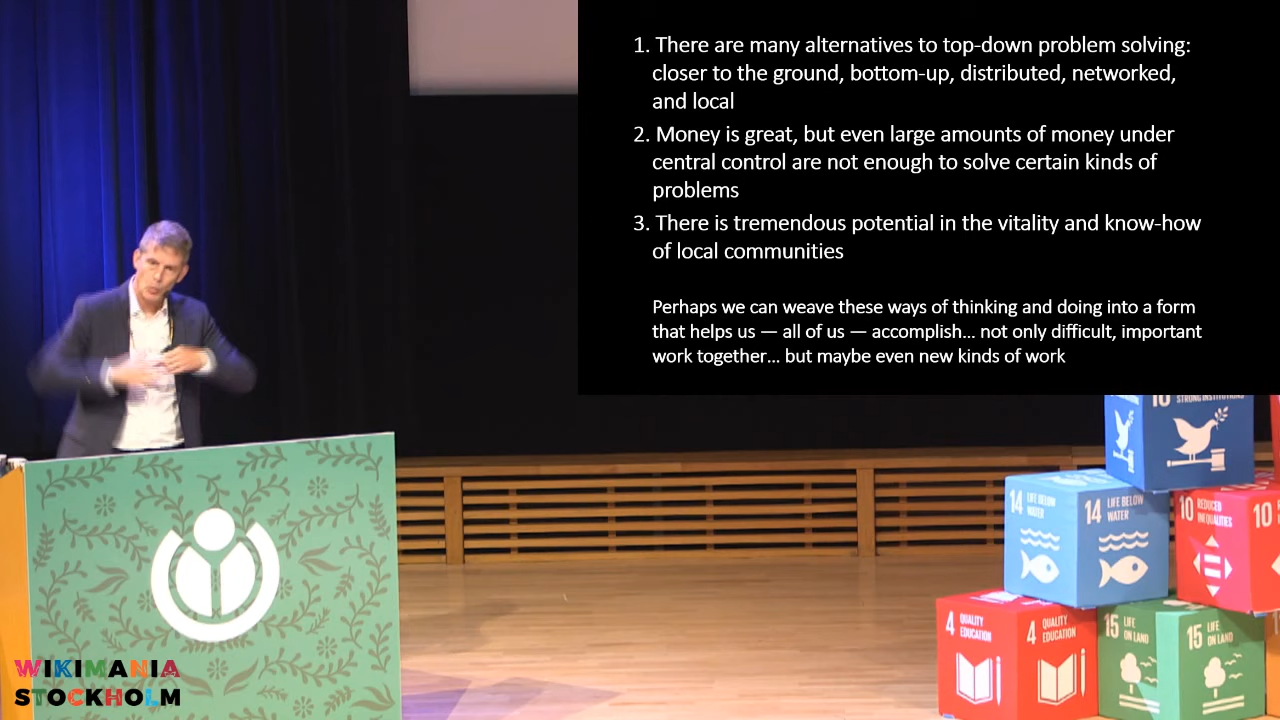 1. There are many alternatives to top-down problem solving:
closer to the ground, bottom-up, distributed, networked,
and local
2. Money is great, but even large amounts of money under
central control are not enough to solve certain kinds of
problems
3. There is tremendous potential in the vitality and know-how
of local communities
Perhaps we can weave these ways of thinking and doing into a form
that helps us — all of us — accomplish... not only difficult, important
work together... but maybe even new kinds of work
STRONG INSTITUTIONS
14 LIFE BELOW
WATER
14 LIFE BELOW
WATER
10 REDUCED
INEQUALITIES
10
4 QUALITY
EDUCATION
4 QUALITY
EDUCATION
15 LIFE
ON LAND
15 LIFE
ON LAND
WIKIMANIA
STOCKHOLM